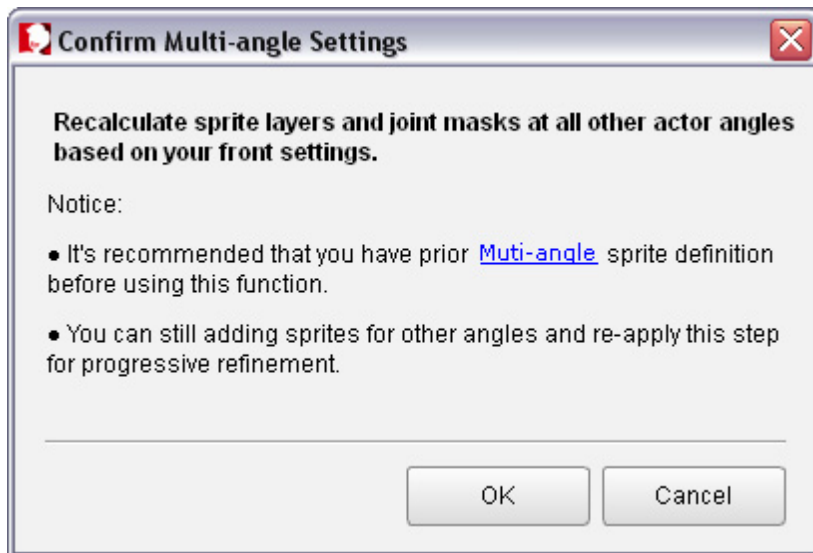 Confirm Multi-angle Settings
Recalculate sprite layers and joint masks at all other actor angles
based on your front settings.
Notice:
● It's recommended that you have prior Muti-angle sprite definition
before using this function.
● You can still adding sprites for other angles and re-apply this step
for progressive refinement.
OK
Cancel